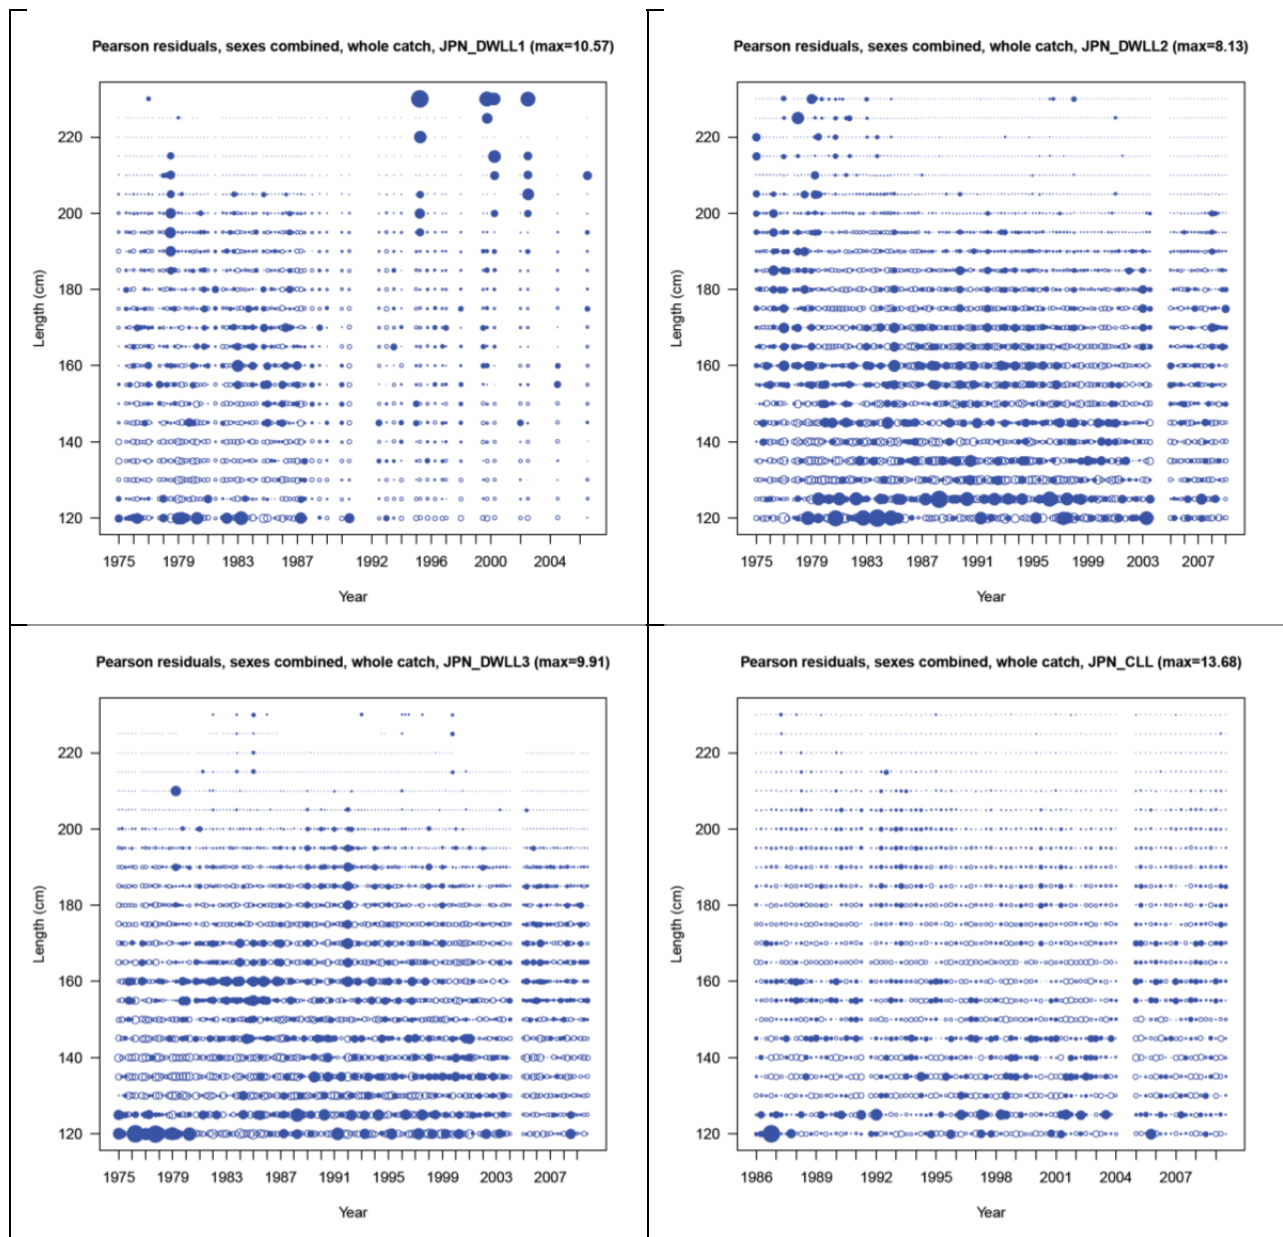 Pearson residuals, sexes combined, whole catch, JPN_DWLL1 (max=10.57)
Length (cm)
220
200
180
160
140
120
1975 1979 1983 1987 1992 1996 2000 2004
Year
Pearson residuals, sexes combined, whole catch, JPN_DWLL2 (max=8.13)
Length (cm)
220
200
180
160
140
120
1975 1979 1983 1987 1991 1995 1999 2003 2007
Year
Pearson residuals, sexes combined, whole catch, JPN_DWLL3 (max=9.91)
Length (cm)
220
200
180
160
140
120
1975 1979 1983 1987 1991 1995 1999 2003 2007
Year
Pearson residuals, sexes combined, whole catch, JPN_CLL (max=13.68)
Length (cm)
220
200
180
160
140
120
1986 1989 1992 1995 1998 2001 2004 2007
Year